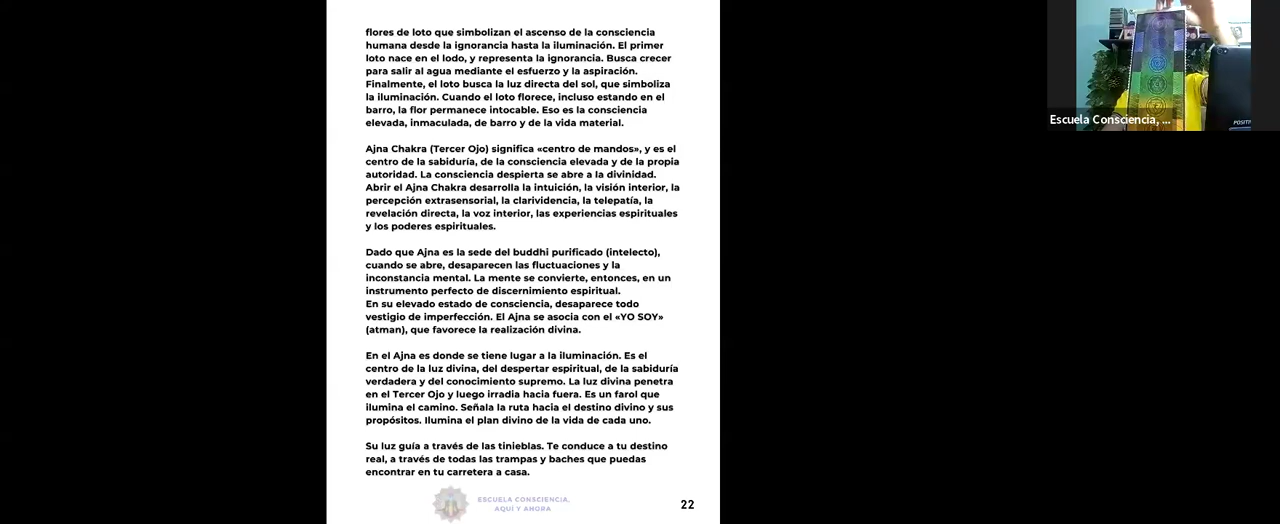 flores de loto que simbolizan el ascenso de la consciencia
humana desde la ignorancia hasta la iluminación. El primer
loto nace en el lodo, y representa la ignorancia. Busca crecer
para salir al agua mediante el esfuerzo y la aspiración.
Finalmente, el loto busca la luz directa del sol, que simboliza
la iluminación. Cuando el loto florece, incluso estando en el
barro, la flor permanece intocable. Eso es la consciencia
elevada, inmaculada, de barro y de la vida material.
Ajna Chakra (Tercer Ojo) significa «centro de mandos», y es el
centro de la sabiduría, de la consciencia elevada y de la propia
autoridad. La consciencia despierta se abre a la divinidad.
Abrir el Ajna Chakra desarrolla la intuición, la visión interior, la
percepción extrasensorial, la clarividencia, la telepatía, la
revelación directa, la voz interior, las experiencias espirituales
y los poderes espirituales.
Dado que Ajna es la sede del buddhi purificado (intelecto),
cuando se abre, desaparecen las fluctuaciones y la
inconstancia mental. La mente se convierte, entonces, en un
instrumento perfecto de discernimiento espiritual.
En su elevado estado de consciencia, desaparece todo
vestigio de imperfección. El Ajna se asocia con el «YO SOY»
(atman), que favorece la realización divina.
En el Ajna es donde se tiene lugar a la iluminación. Es el
centro de la luz divina, del despertar espiritual, de la sabiduría
verdadera y del conocimiento supremo. La luz divina penetra
en el Tercer Ojo y luego irradia hacia fuera. Es un farol que
ilumina el camino. Señala la ruta hacia el destino divino y sus
propósitos. Ilumina el plan divino de la vida de cada uno.
Su luz guía a través de las tinieblas. Te conduce a tu destino
real, a través de todas las trampas y baches que puedas
encontrar en tu carretera a casa.
ESCUELA CONSCIENCIA,
AQUÍ Y AHORA
22
Escuela Consciencia, ...